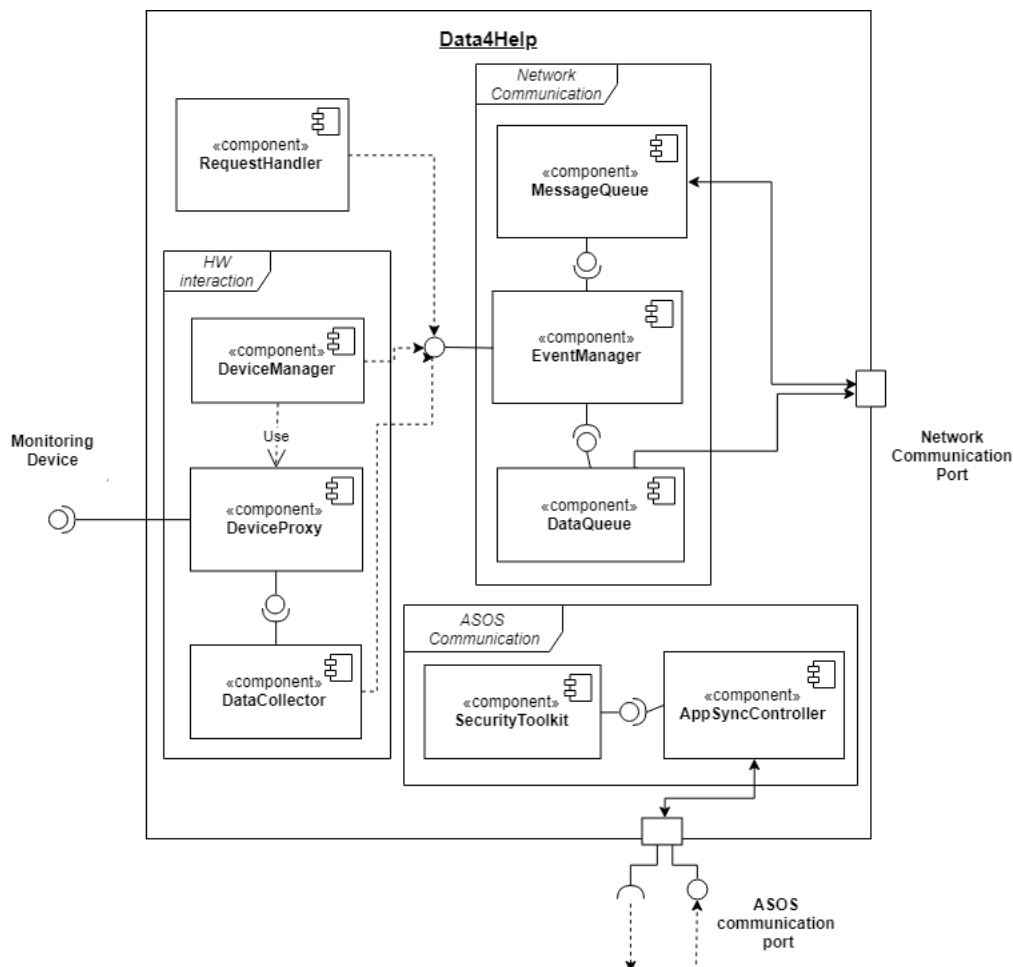 Data4Help
Network
Communication
«component»
RequestHandler
«component»
MessageQueue
HW
interaction
«component»
DeviceManager
«component»
EventManager
Use
Monitoring
Device
Network
Communication
Port
«component»
DeviceProxy
«component»
DataQueue
ASOS
Communication
«component»
DataCollector
«component»
SecurityToolkit
«component»
AppSyncController
ASOS
communication
port